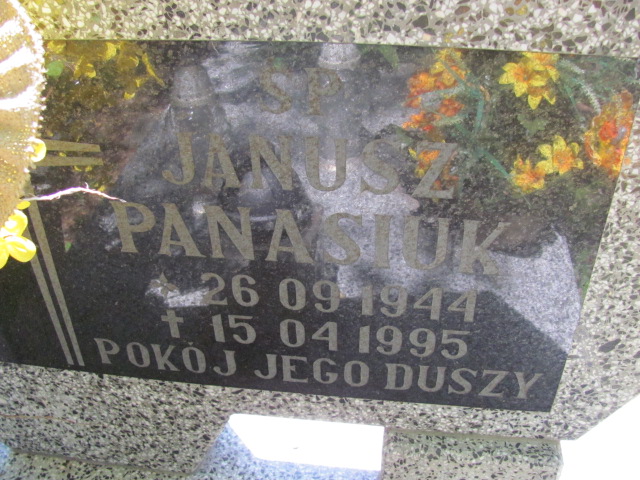 SP
JANUSZ
PANASIUK
* 26 09 1944
† 15 04 1995
POKÓJ JEGO DUSZY